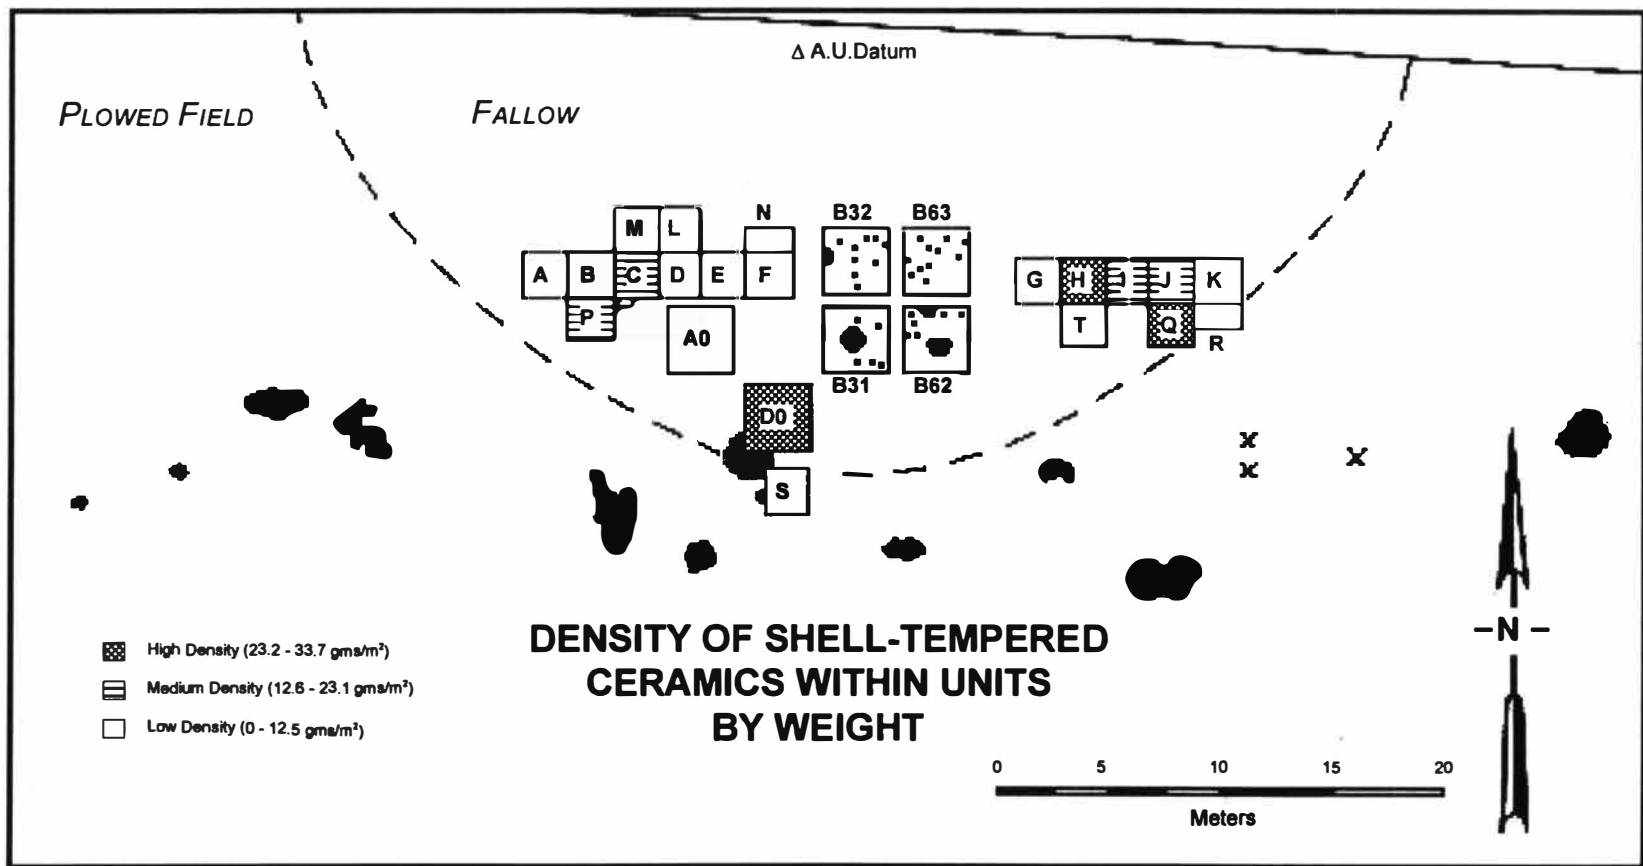 Δ A.U.Datum
PLOWED FIELD
FALLOW
N
B32
B63
M
L
A
B
C
D
E
F
G
H
I
J
K
P
A0
T
Q
R
B31
B62
D0
S
x
x
x
High Density (23.2 - 33.7 gms/m²)
Medium Density (12.6 - 23.1 gms/m²)
Low Density (0 - 12.5 gms/m²)
DENSITY OF SHELL-TEMPERED
CERAMICS WITHIN UNITS
BY WEIGHT
-N-
0 5 10 15 20
Meters